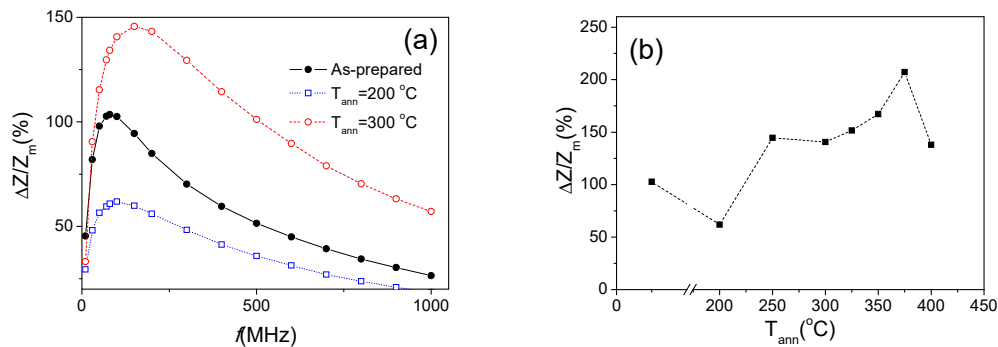 (a)
As-prepared
T_ann=200 °C
T_ann=300 °C
150
100
50
ΔZ/Z_m(%)
0 500 1000
f(MHz)
(b)
250
200
150
100
50
0
ΔZ/Z_m(%)
0 200 250 300 350 400 450
T_ann(°C)